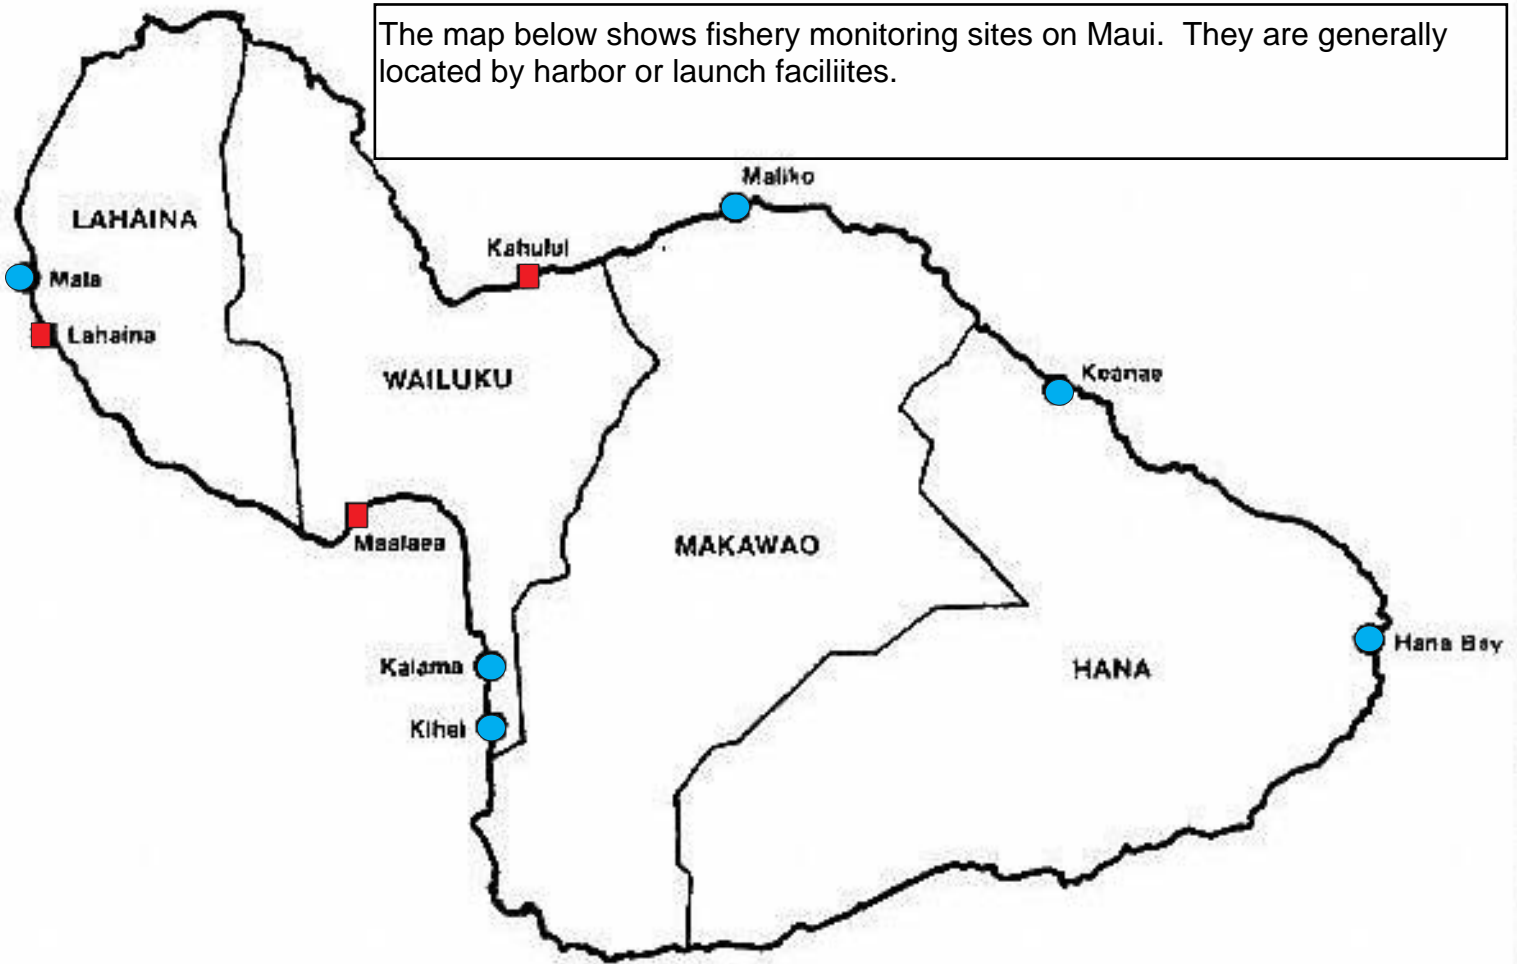 The map below shows fishery monitoring sites on Maui. They are generally
located by harbor or launch faciliites.
Maliko
LAHAINA
Kahului
Mala
Lahaina
WAILUKU
Keanae
Maalaea
MAKAWAO
Kalama
HANA
Hana Bay
Kihei